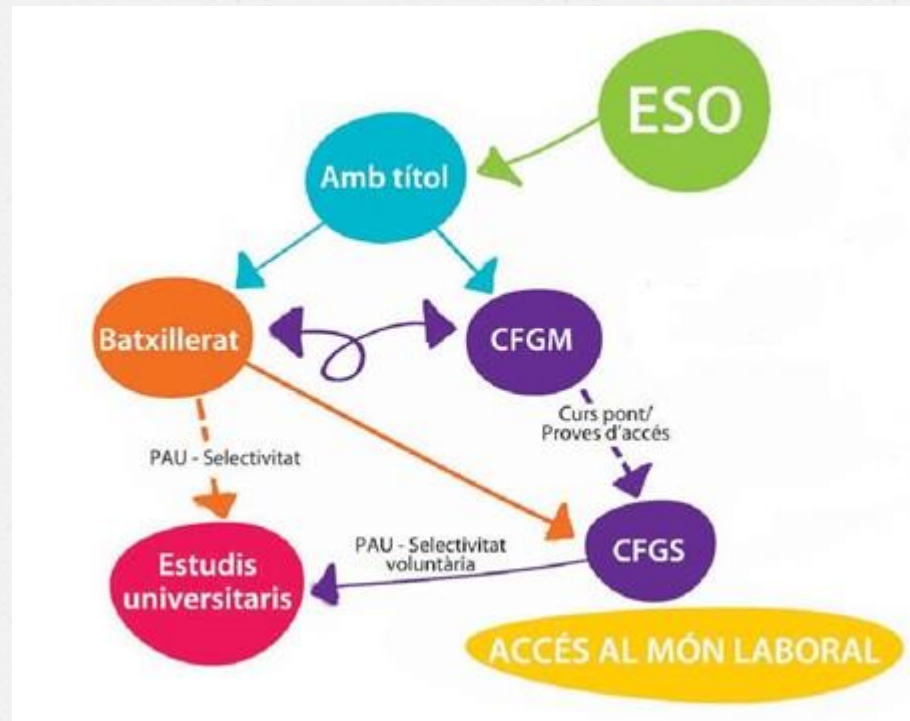 ESO
Amb títol
Batxillerat
CFGM
Curs pont/
Proves d'accés
PAU - Selectivitat
PAU - Selectivitat
voluntària
CFGS
Estudis
universitaris
ACCÉS AL MÓN LABORAL